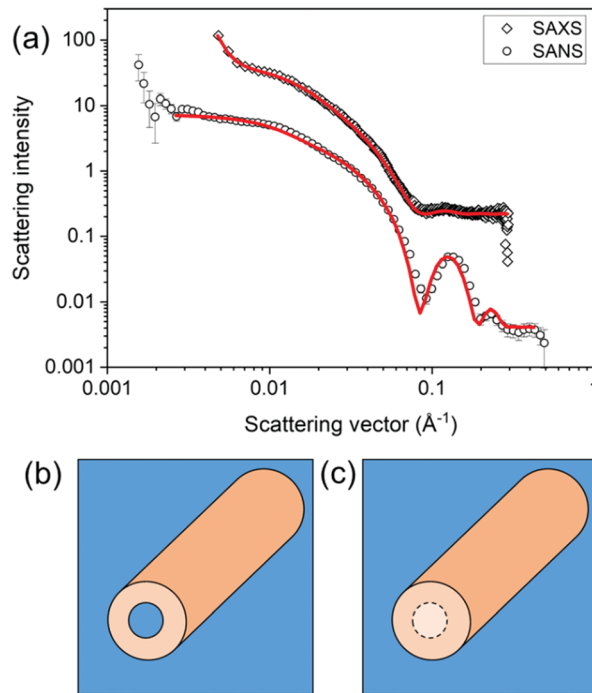 (a)
SAXS
SANS
100
10
1
0.1
0.01
0.001
Scattering intensity
0.001
0.01
0.1
1
Scattering vector (Å⁻¹)
(b)
(c)